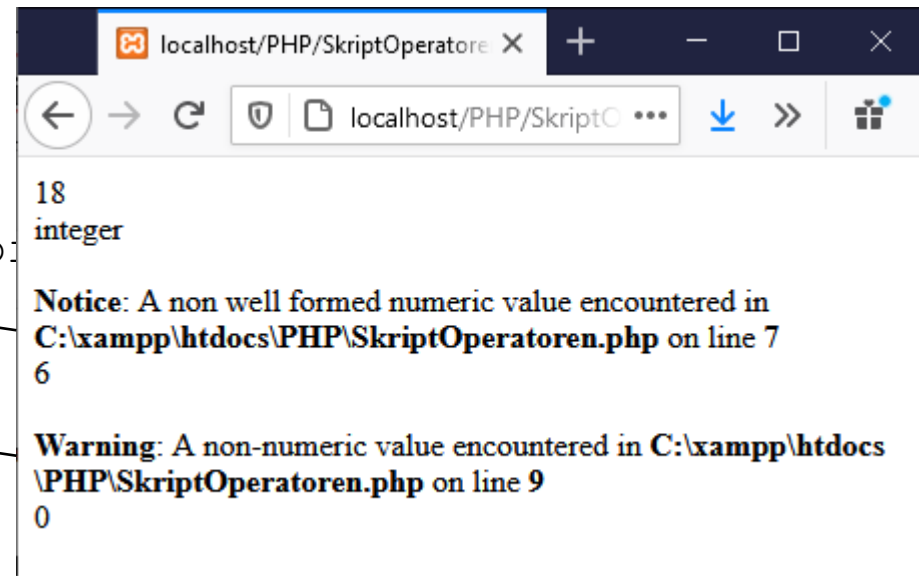 localhost/PHP/SkriptOperatore
localhost/PHP/SkriptO
18
integer
Notice: A non well formed numeric value encountered in
C:\xampp\htdocs\PHP\SkriptOperatoren.php on line 7
6
Warning: A non-numeric value encountered in C:\xampp\htdocs
\PHP\SkriptOperatoren.php on line 9
0